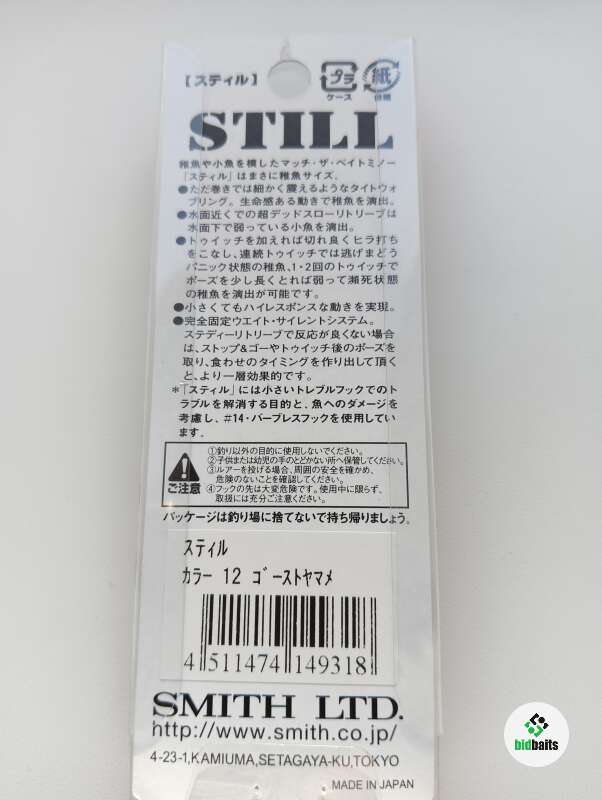 【スティル】
プラ
紙
ケース
台紙
STILL
稚魚や小魚を模したマッチ・ザ・ベイトミノー
「スティル」はまさに稚魚サイズ。
●ただ巻きでは細かく震えるようなタイトウォ
ブリング。生命感ある動きで稚魚を演出。
●水面近くでの超デッドスローリトリーブは
水面下で弱っている小魚を演出。
●トゥイッチを加えれば切れ良くヒラ打ち
をこなし、連続トゥイッチでは逃げまどう
パニック状態の稚魚、1・2回のトゥイッチで
ポーズを少し長くとれば弱って瀕死状態
の稚魚を演出が可能です。
●小さくてもハイレスポンスな動きを実現。
●完全固定ウエイト・サイレントシステム。
ステディーリトリーブで反応が良くない場合
は、ストップ&ゴーやトゥイッチ後のポーズを
取り、食わせのタイミングを作り出して頂く
と、より一層効果的です。
*「スティル」には小さいトレブルフックでのト
ラブルを解消する目的と、魚へのダメージを
考慮し、#14・バーブレスフックを使用してい
ます。
ご注意
①釣り以外の目的に使用しないでください。
②子供または幼児の手のとどかない所へ保管してください。
③ルアーを投げる場合、周囲の安全を確かめ、
危険のないことを確認してください。
④フックの先は大変危険です。使用中に限らず、
取扱には充分ご注意ください。
パッケージは釣り場に捨てないで持ち帰りましょう。
スティル
カラー 12 ゴーストヤマメ
4 511474 149318
SMITH LTD.
http://www.smith.co.jp/
4-23-1,KAMIUMA,SETAGAYA-KU,TOKYO
MADE IN JAPAN
bidbaits